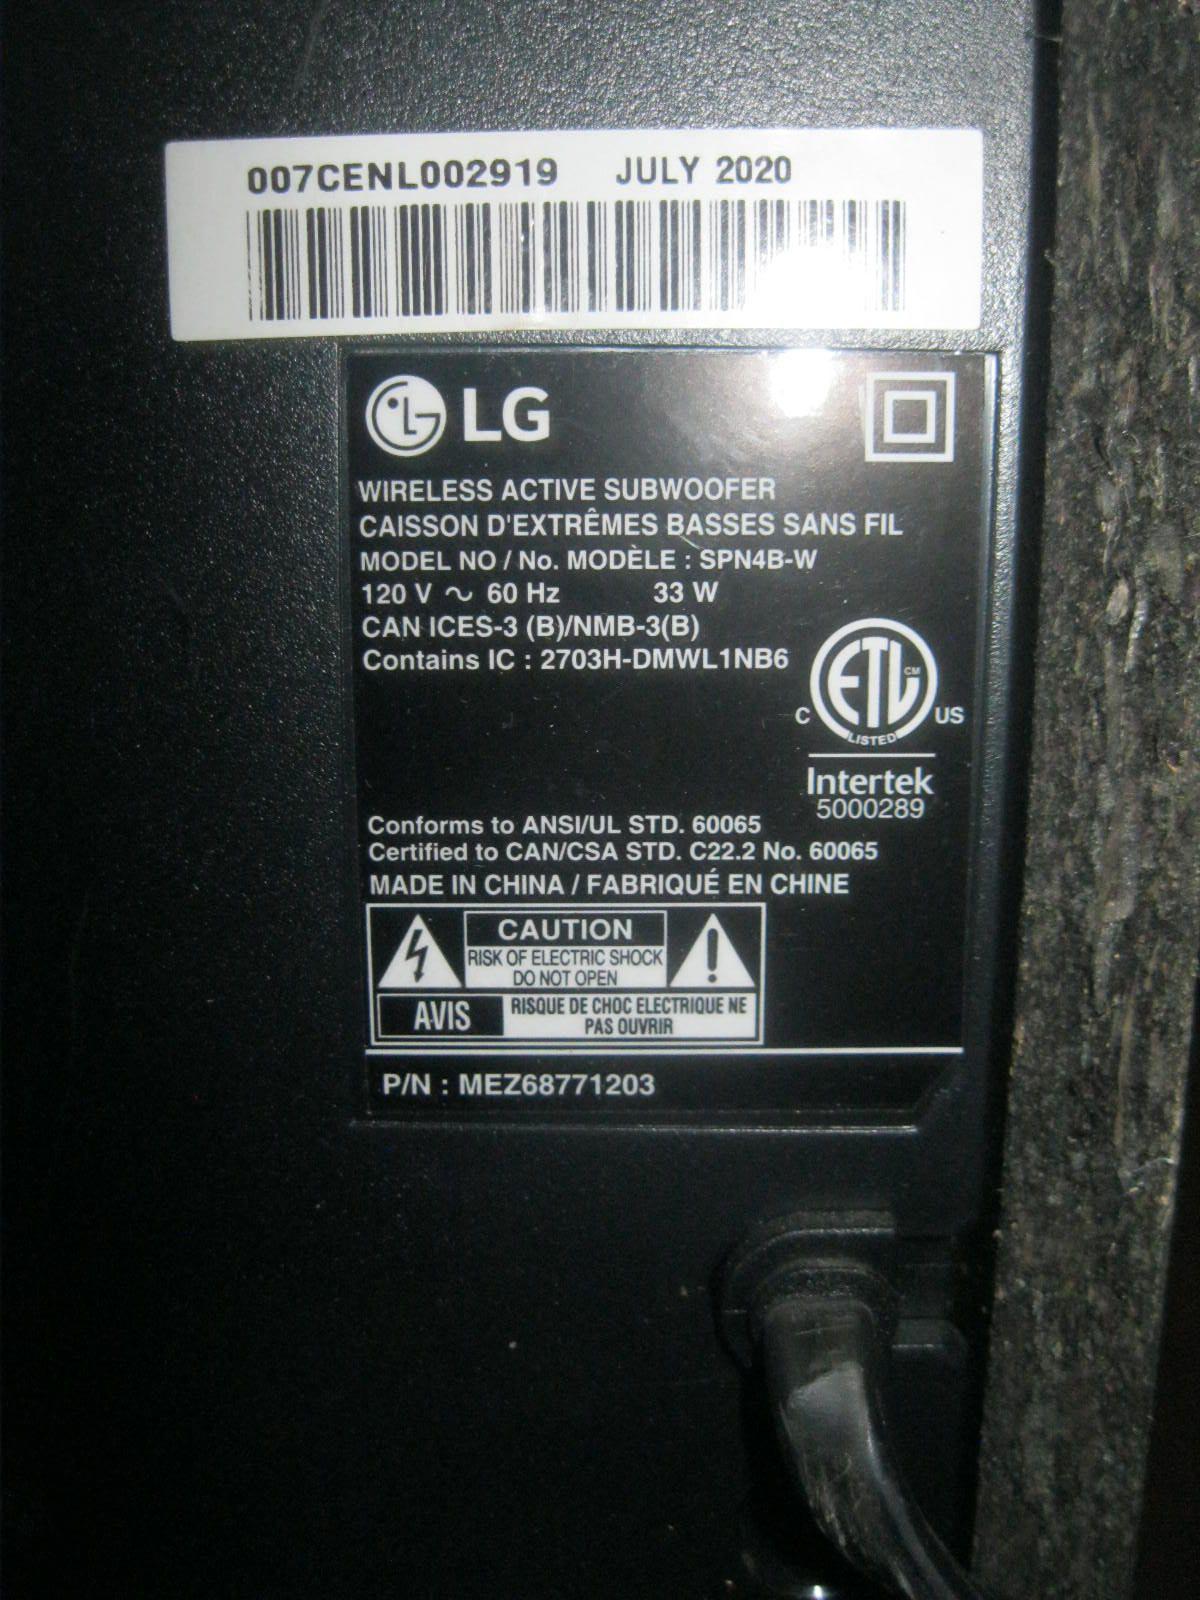 007CENL002919 JULY 2020
LG
WIRELESS ACTIVE SUBWOOFER
CAISSON D'EXTRÊMES BASSES SANS FIL
MODEL NO / No. MODÈLE : SPN4B-W
120 V ~ 60 Hz 33 W
CAN ICES-3 (B)/NMB-3(B)
Contains IC : 2703H-DMWL1NB6
ETL CM
C US
LISTED
Intertek
5000289
Conforms to ANSI/UL STD. 60065
Certified to CAN/CSA STD. C22.2 No. 60065
MADE IN CHINA / FABRIQUÉ EN CHINE
CAUTION
RISK OF ELECTRIC SHOCK
DO NOT OPEN
AVIS
RISQUE DE CHOC ELECTRIQUE NE
PAS OUVRIR
P/N : MEZ68771203